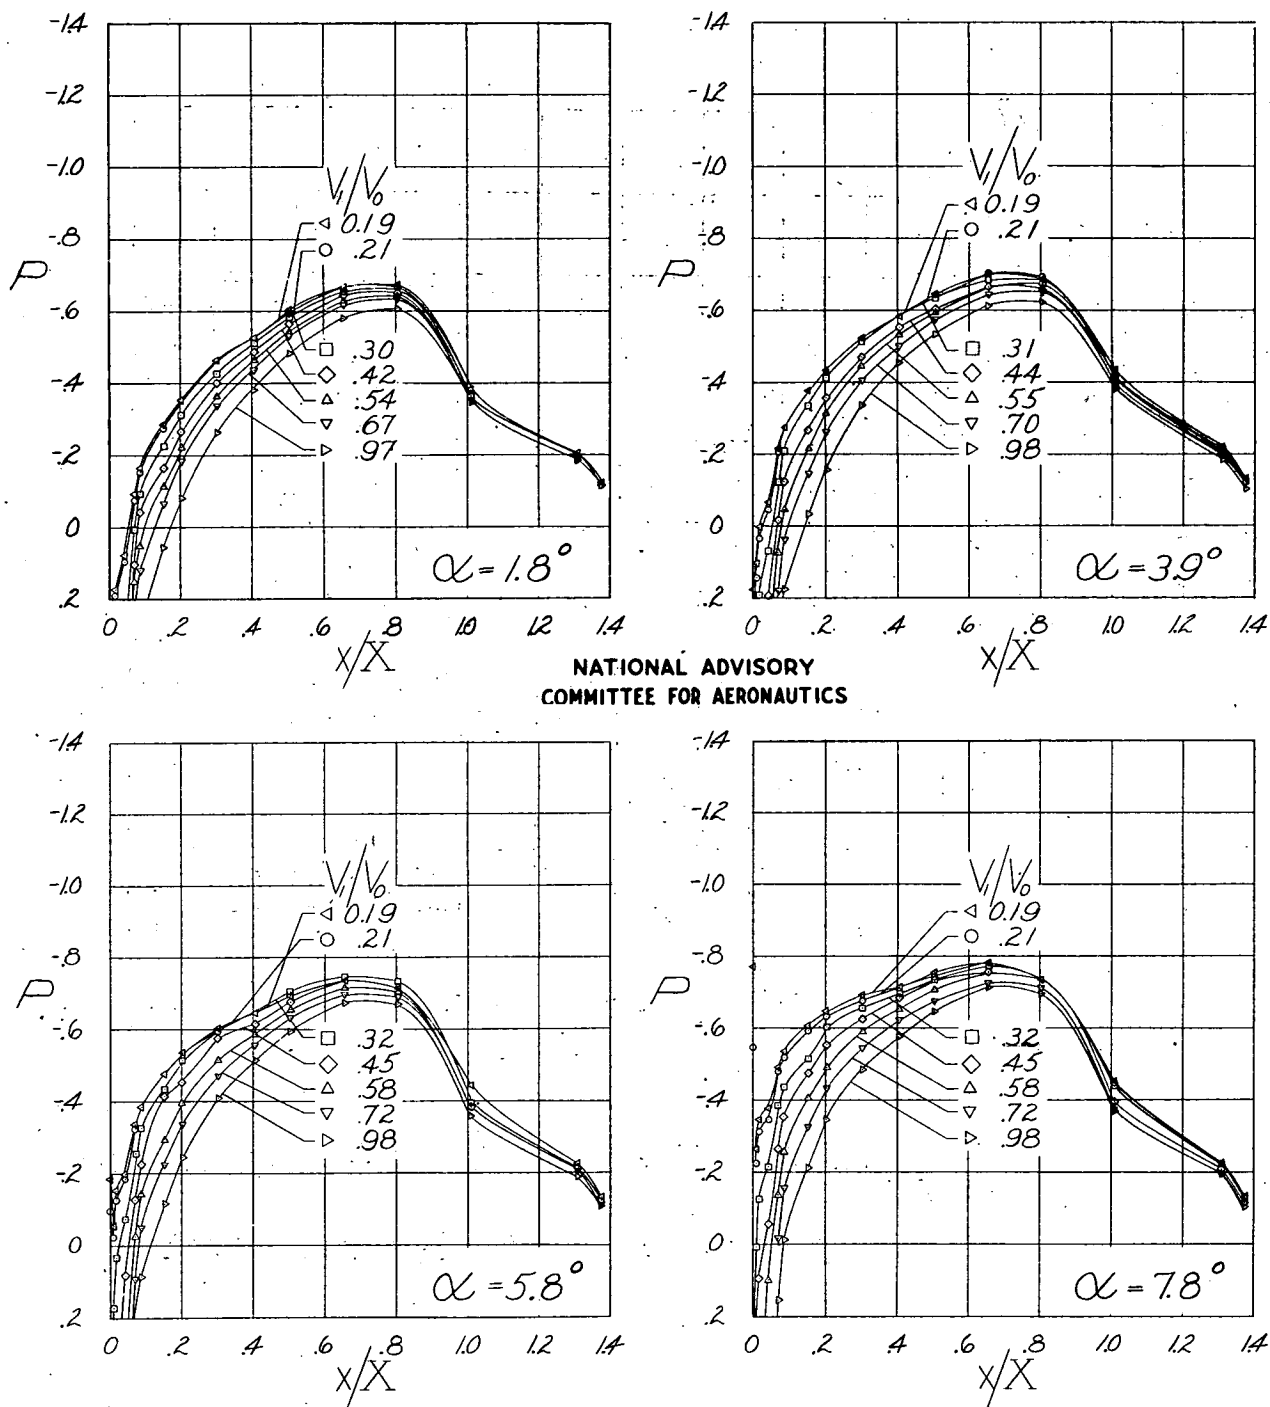 -1.4
-1.2
-1.0
-.8
-.6
-.4
-.2
0
.2
P
V₁/V₀
0.19
.21
.30
.42
.54
.67
.97
α = 1.8°
0 .2 .4 .6 .8 1.0 1.2 1.4
x/X
-1.4
-1.2
-1.0
-.8
-.6
-.4
-.2
0
.2
P
V₁/V₀
0.19
.21
.31
.44
.55
.70
.98
α = 3.9°
0 .2 .4 .6 .8 1.0 1.2 1.4
x/X
NATIONAL ADVISORY
COMMITTEE FOR AERONAUTICS
-1.4
-1.2
-1.0
-.8
-.6
-.4
-.2
0
.2
P
V₁/V₀
0.19
.21
.32
.45
.58
.72
.98
α = 5.8°
0 .2 .4 .6 .8 1.0 1.2 1.4
x/X
-1.4
-1.2
-1.0
-.8
-.6
-.4
-.2
0
.2
P
V₁/V₀
0.19
.21
.32
.45
.58
.72
.98
α = 7.8°
0 .2 .4 .6 .8 1.0 1.2 1.4
x/X